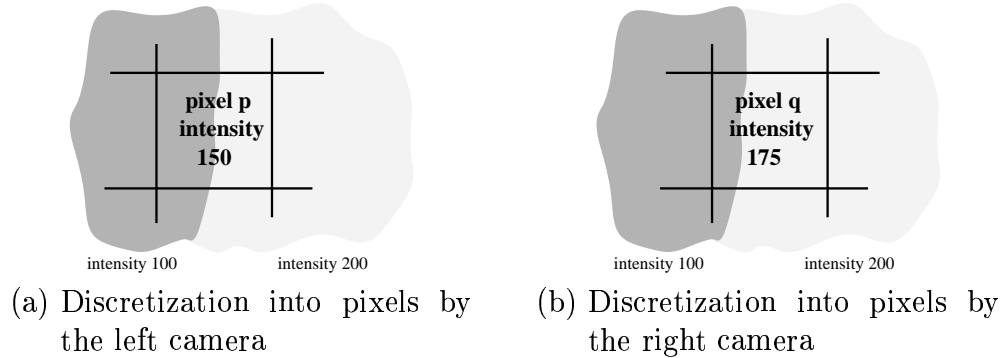 pixel p
intensity
150
intensity 100
intensity 200
(a) Discretization into pixels by
the left camera
pixel q
intensity
175
intensity 100
intensity 200
(b) Discretization into pixels by
the right camera